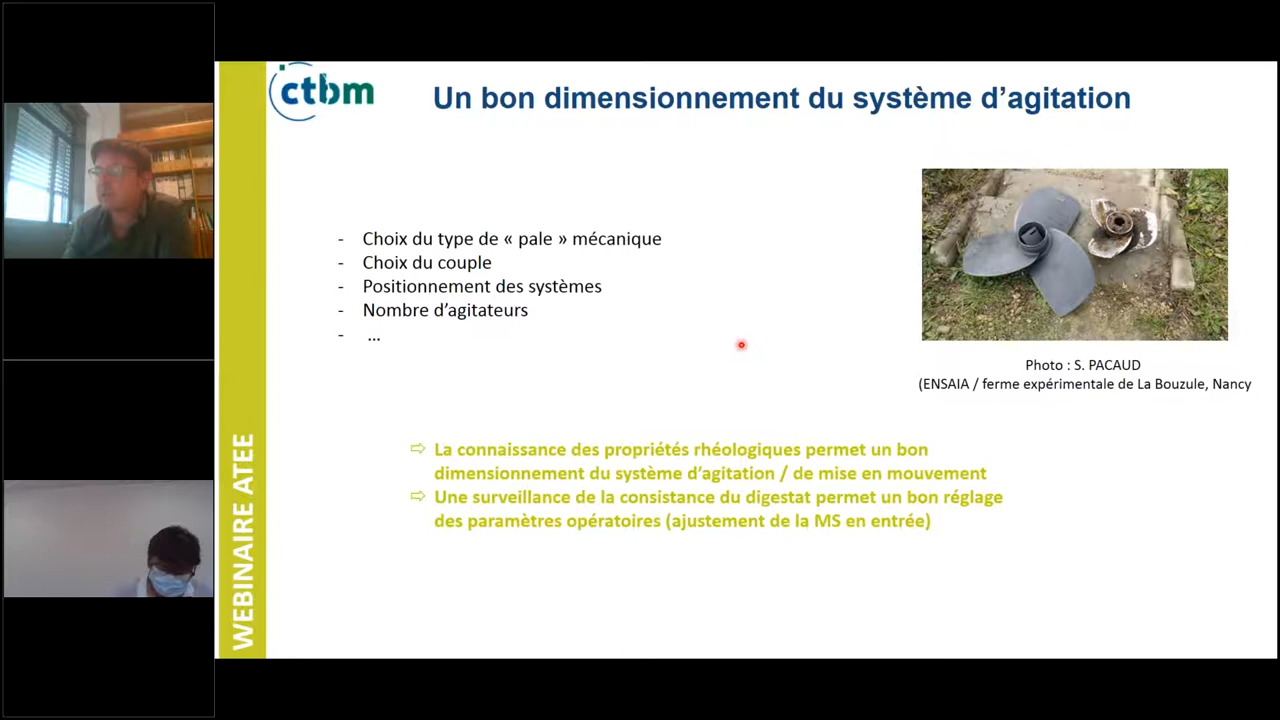 ctbm
Un bon dimensionnement du système d’agitation
- Choix du type de « pale » mécanique
- Choix du couple
- Positionnement des systèmes
- Nombre d’agitateurs
- …
Photo : S. PACAUD
(ENSAIA / ferme expérimentale de La Bouzule, Nancy
⇨ La connaissance des propriétés rhéologiques permet un bon
dimensionnement du système d’agitation / de mise en mouvement
⇨ Une surveillance de la consistance du digestat permet un bon réglage
des paramètres opératoires (ajustement de la MS en entrée)
WEBINAIRE ATEE